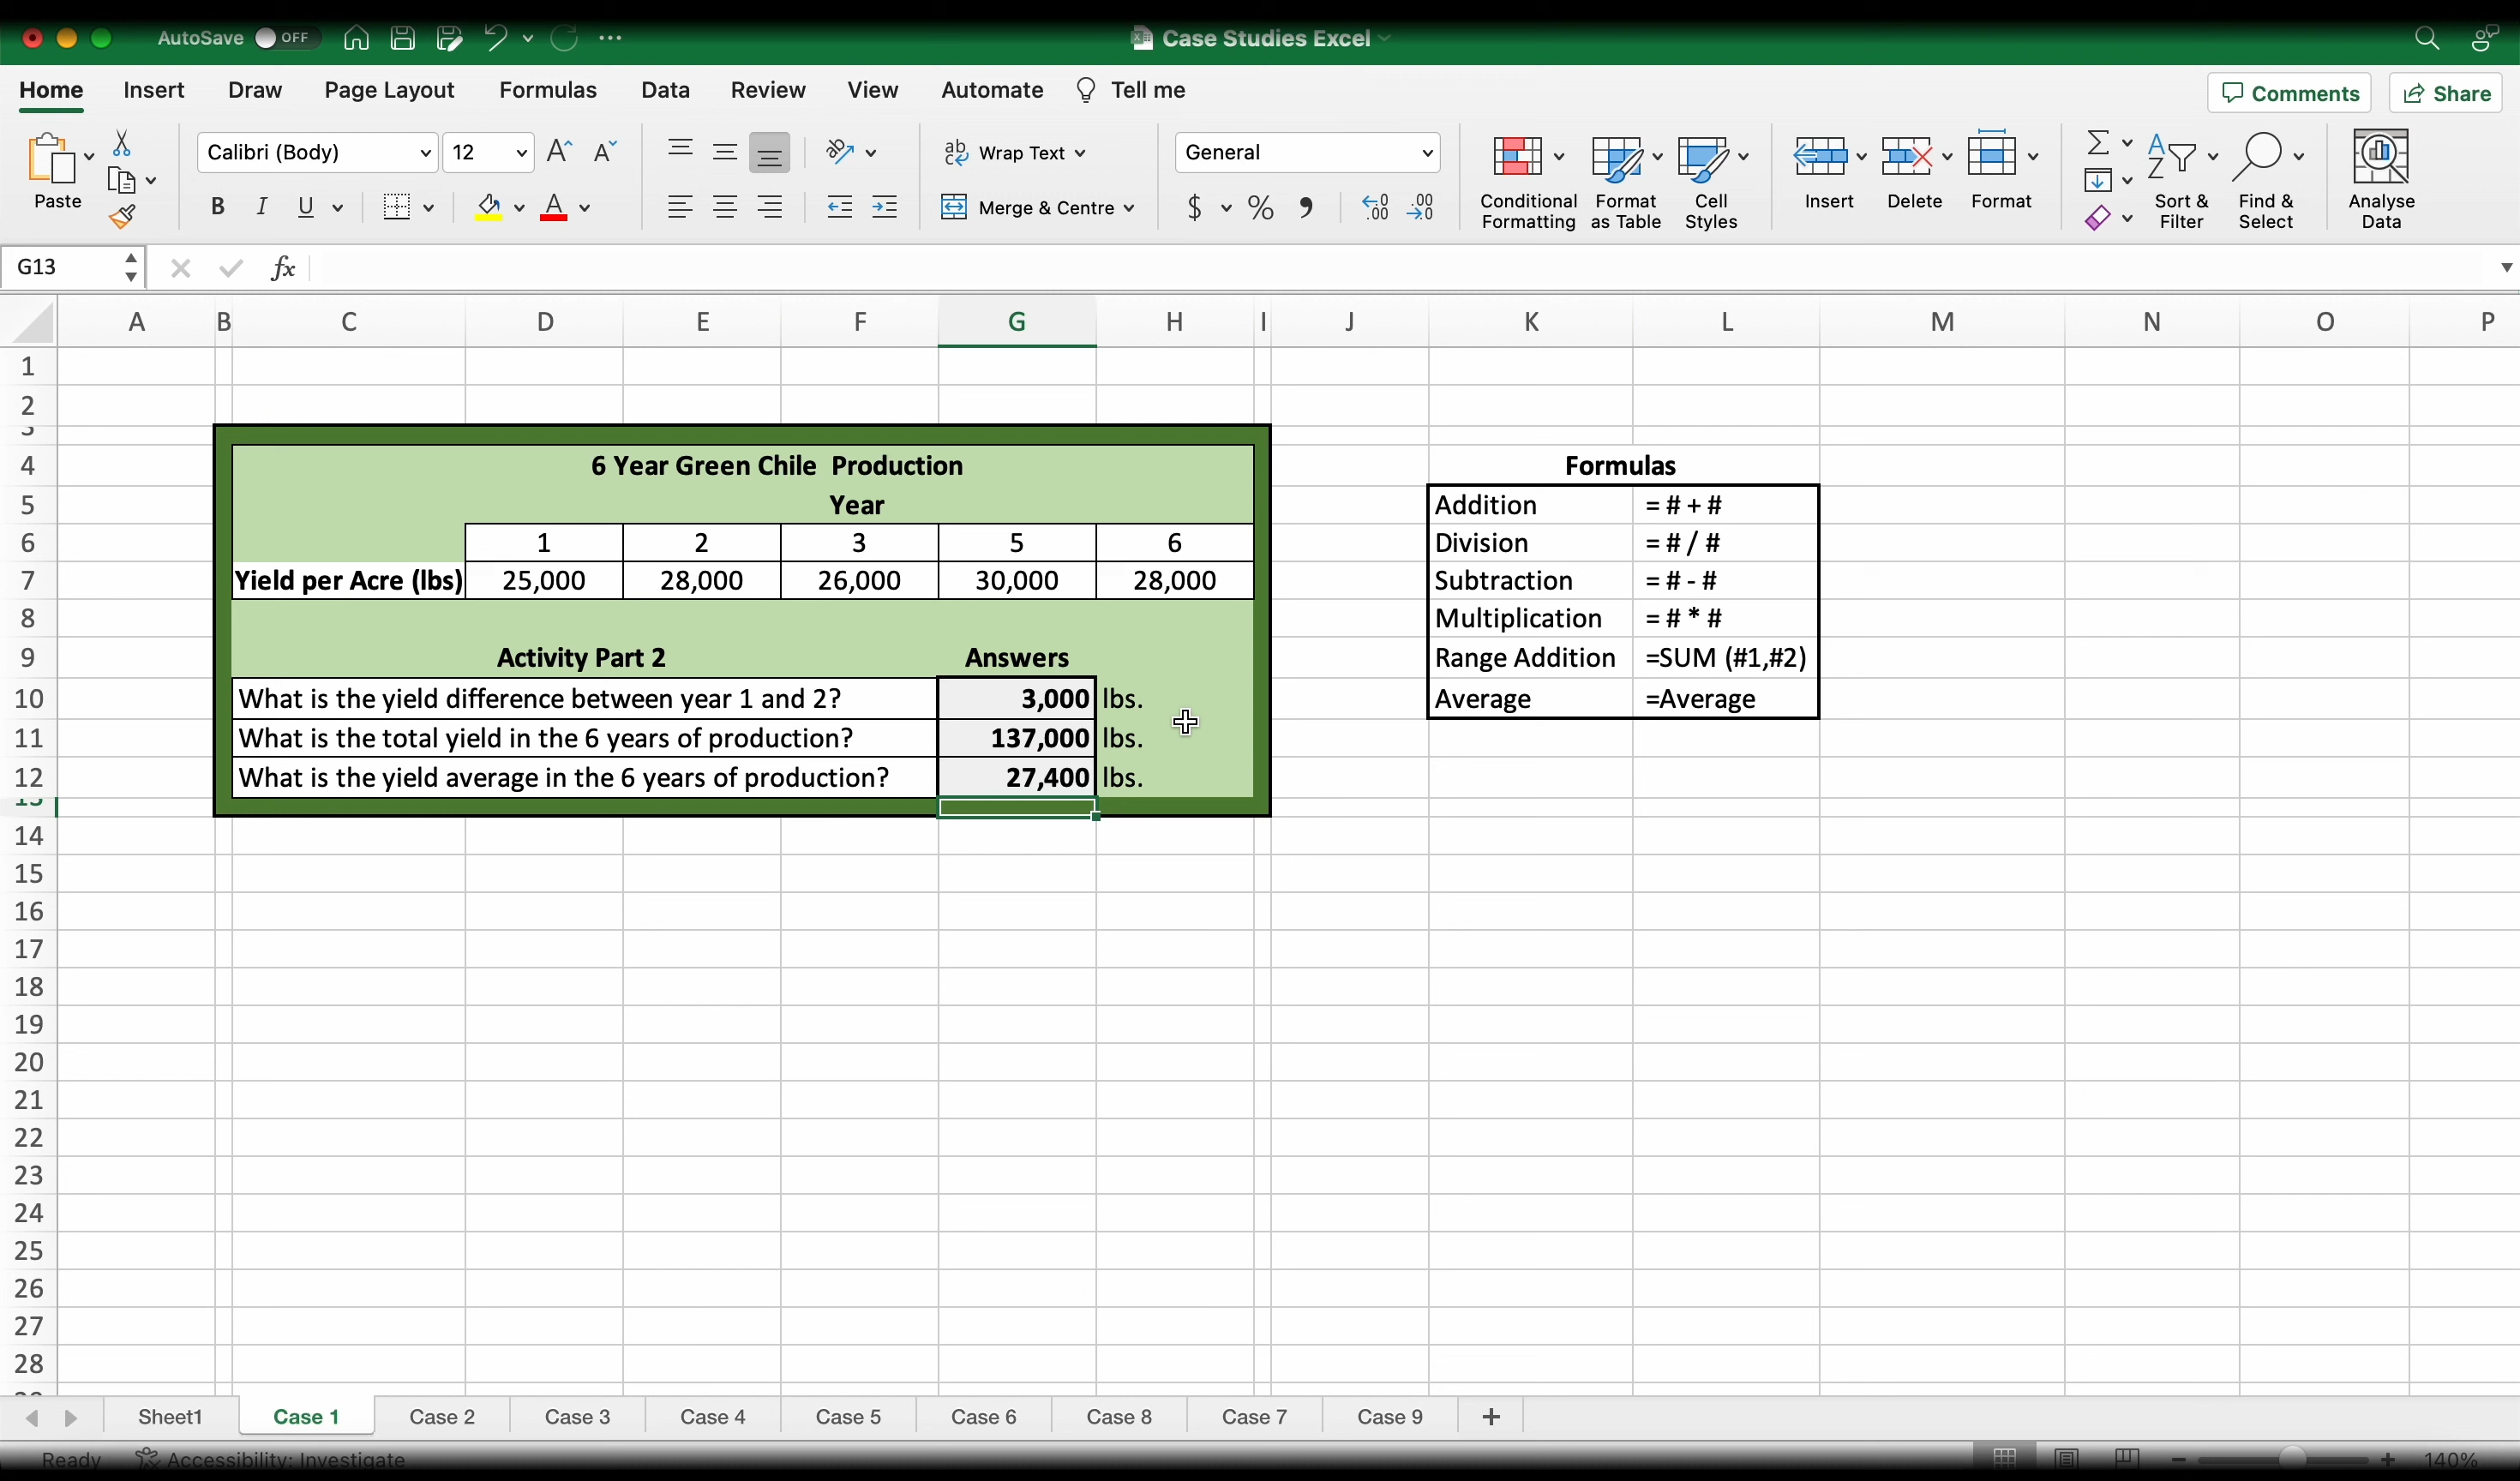 AutoSave OFF Case Studies Excel
Home Insert Draw Page Layout Formulas Data Review View Automate Tell me Comments Share
Paste Calibri (Body) 12 Wrap Text General
B I U A Merge & Centre $ % Conditional Formatting Format as Table Cell Styles Insert Delete Format Sort & Filter Find & Select Analyse Data
G13 fx
A B C D E F G H I J K L M N O P
1
2
3
4 6 Year Green Chile Production Formulas
5 Year Addition = # + #
6 1 2 3 5 6 Division = # / #
7 Yield per Acre (lbs) 25,000 28,000 26,000 30,000 28,000 Subtraction = # - #
8 Multiplication = # * #
9 Activity Part 2 Answers Range Addition =SUM (#1,#2)
10 What is the yield difference between year 1 and 2? 3,000 lbs. Average =Average
11 What is the total yield in the 6 years of production? 137,000 lbs.
12 What is the yield average in the 6 years of production? 27,400 lbs.
13
14
15
16
17
18
19
20
21
22
23
24
25
26
27
28
Sheet1 Case 1 Case 2 Case 3 Case 4 Case 5 Case 6 Case 8 Case 7 Case 9 +
Ready Accessibility: Investigate 140%